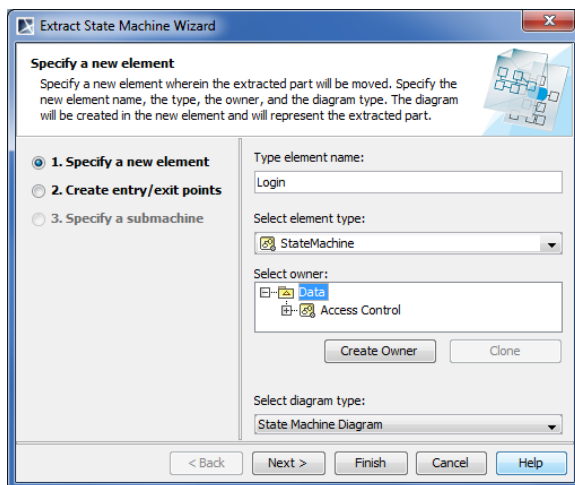 Extract State Machine Wizard
Specify a new element
Specify a new element wherein the extracted part will be moved. Specify the
new element name, the type, the owner, and the diagram type. The diagram
will be created in the new element and will represent the extracted part.
1. Specify a new element
2. Create entry/exit points
3. Specify a submachine
Type element name:
Login
Select element type:
StateMachine
Select owner:
Data
Access Control
Create Owner
Clone
Select diagram type:
State Machine Diagram
< Back
Next >
Finish
Cancel
Help